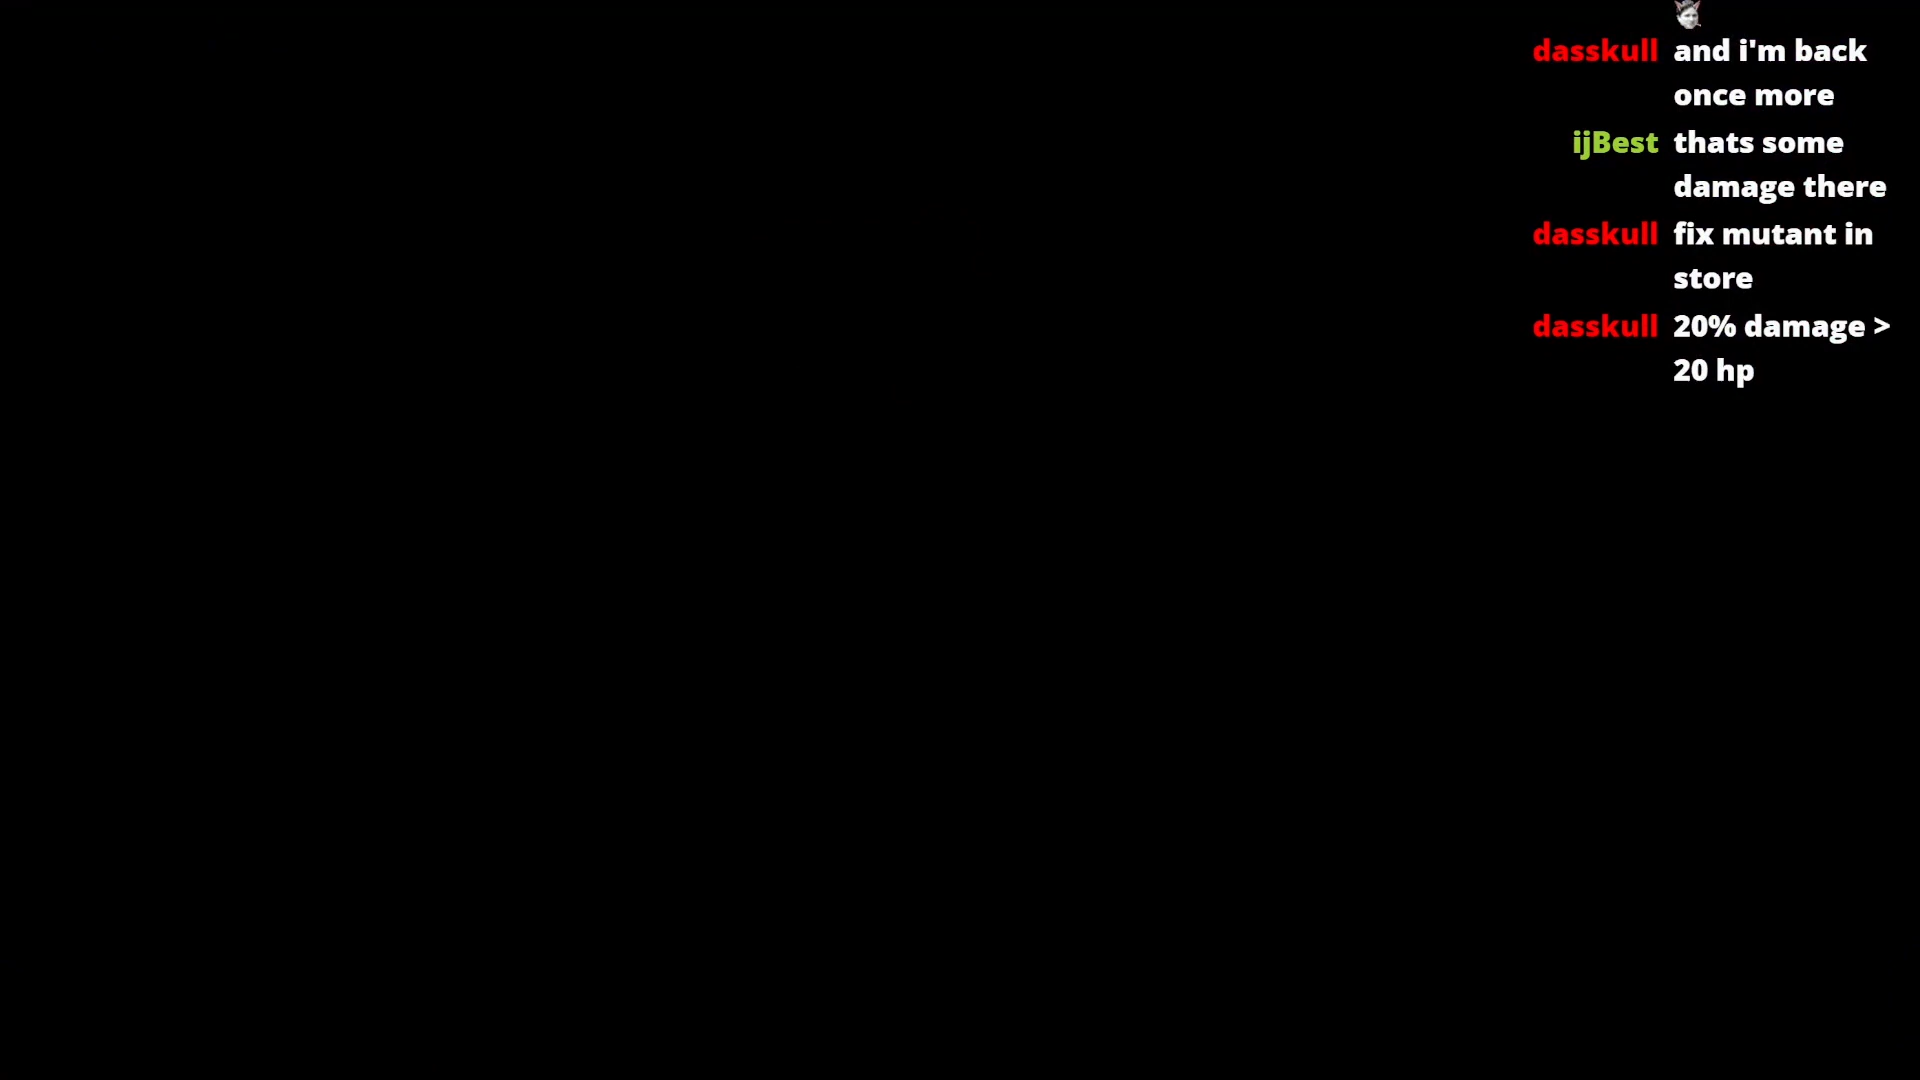 dasskull and i'm back
once more
ijBest thats some
damage there
dasskull fix mutant in
store
dasskull 20% damage >
20 hp